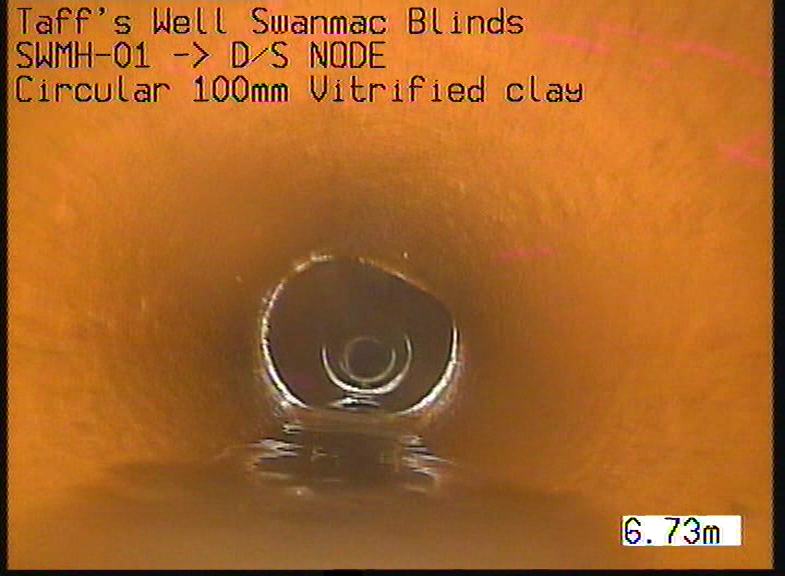 Taff's Well Swanmac Blinds
SWMH-01 -> D/S NODE
Circular 100mm Vitrified clay
6.73m